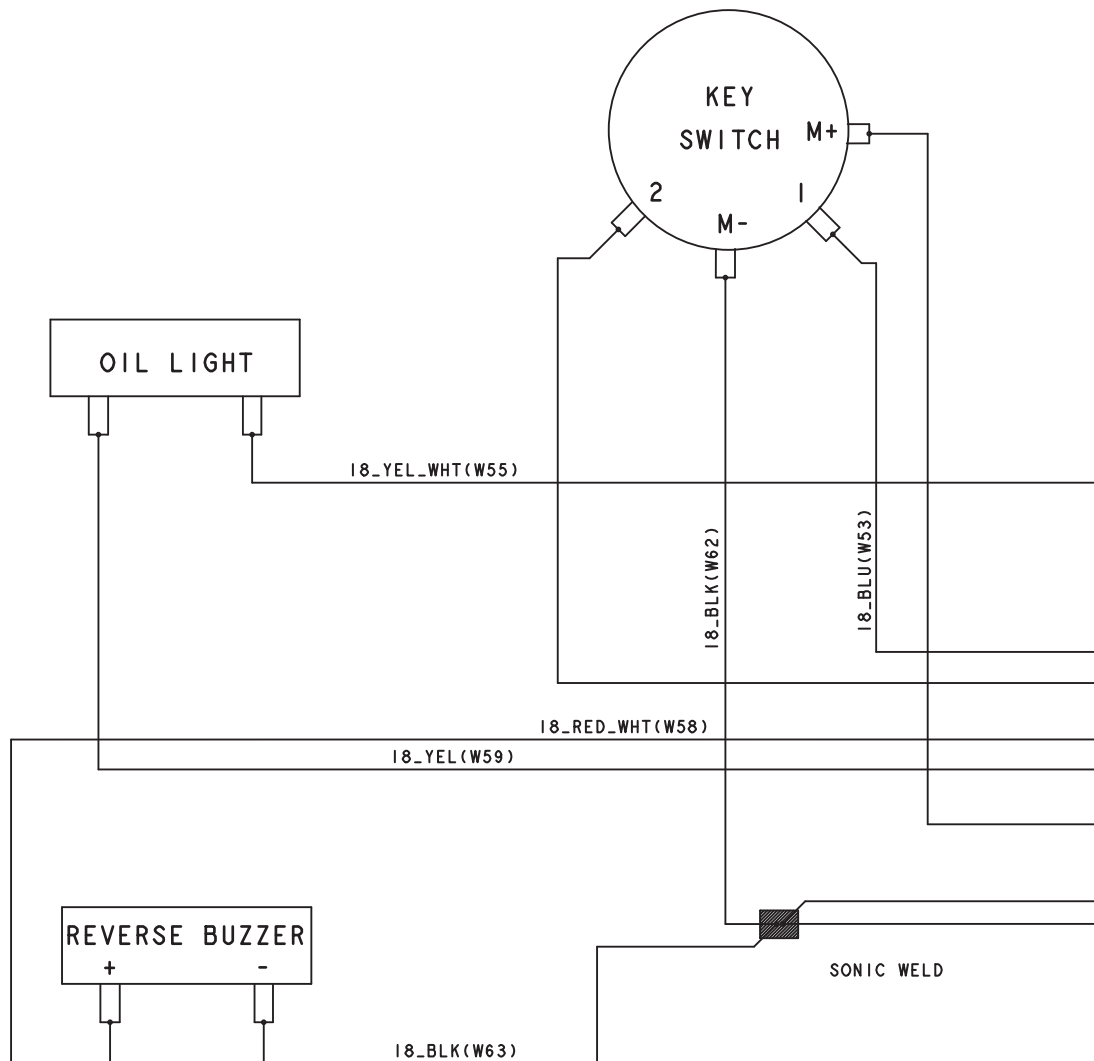 KEY
SWITCH
M+
2
1
M-
OIL LIGHT
18_YEL_WHT(W55)
18_BLK(W62)
18_BLU(W53)
18_RED_WHT(W58)
18_YEL(W59)
REVERSE BUZZER
+ -
SONIC WELD
18_BLK(W63)